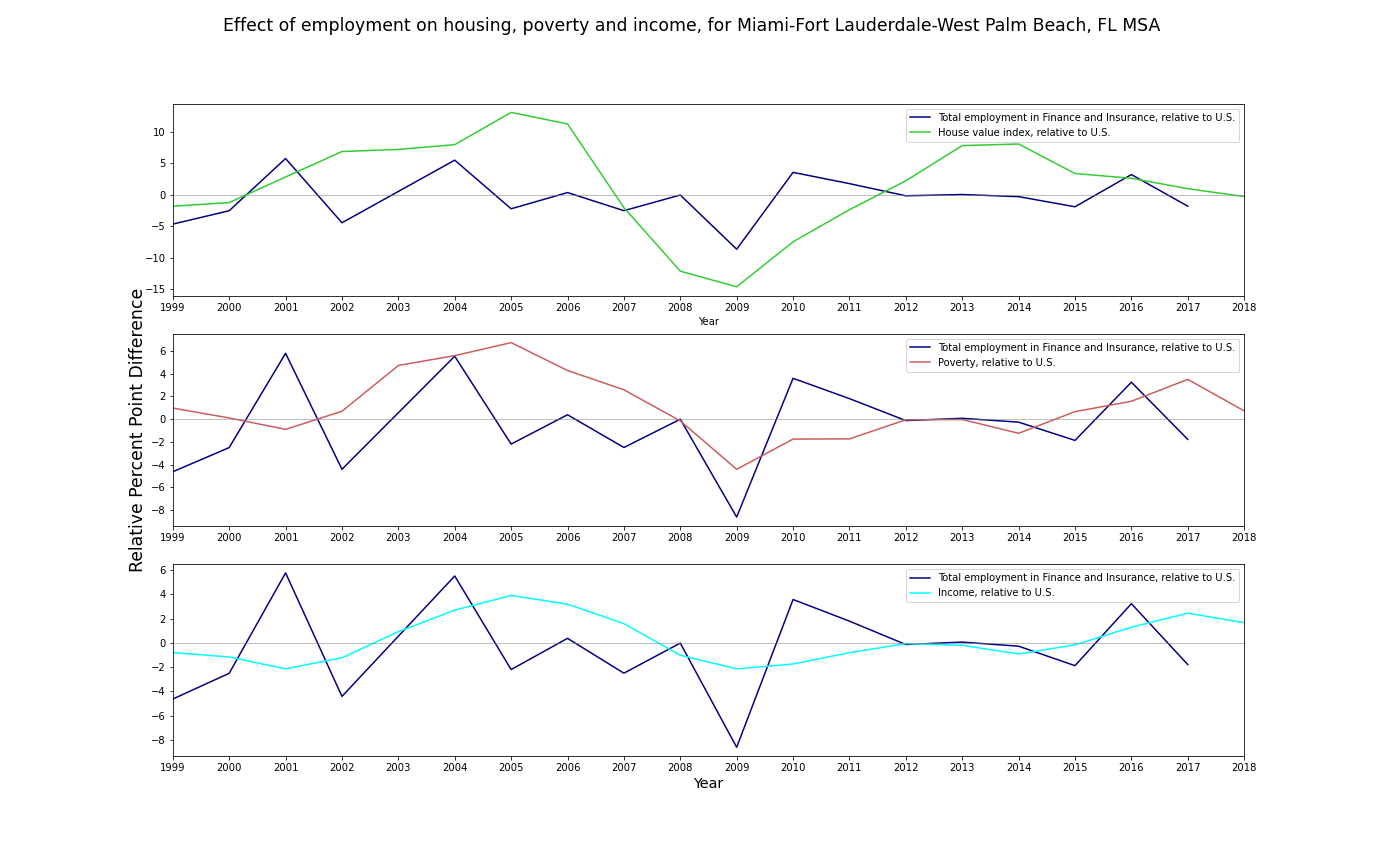 Effect of employment on housing, poverty and income, for Miami-Fort Lauderdale-West Palm Beach, FL MSA
Relative Percent Point Difference
Total employment in Finance and Insurance, relative to U.S.
House value index, relative to U.S.
10
5
0
−5
−10
−15
1999 2000 2001 2002 2003 2004 2005 2006 2007 2008 2009 2010 2011 2012 2013 2014 2015 2016 2017 2018
Year
Total employment in Finance and Insurance, relative to U.S.
Poverty, relative to U.S.
6
4
2
0
−2
−4
−6
−8
1999 2000 2001 2002 2003 2004 2005 2006 2007 2008 2009 2010 2011 2012 2013 2014 2015 2016 2017 2018
Total employment in Finance and Insurance, relative to U.S.
Income, relative to U.S.
6
4
2
0
−2
−4
−6
−8
1999 2000 2001 2002 2003 2004 2005 2006 2007 2008 2009 2010 2011 2012 2013 2014 2015 2016 2017 2018
Year